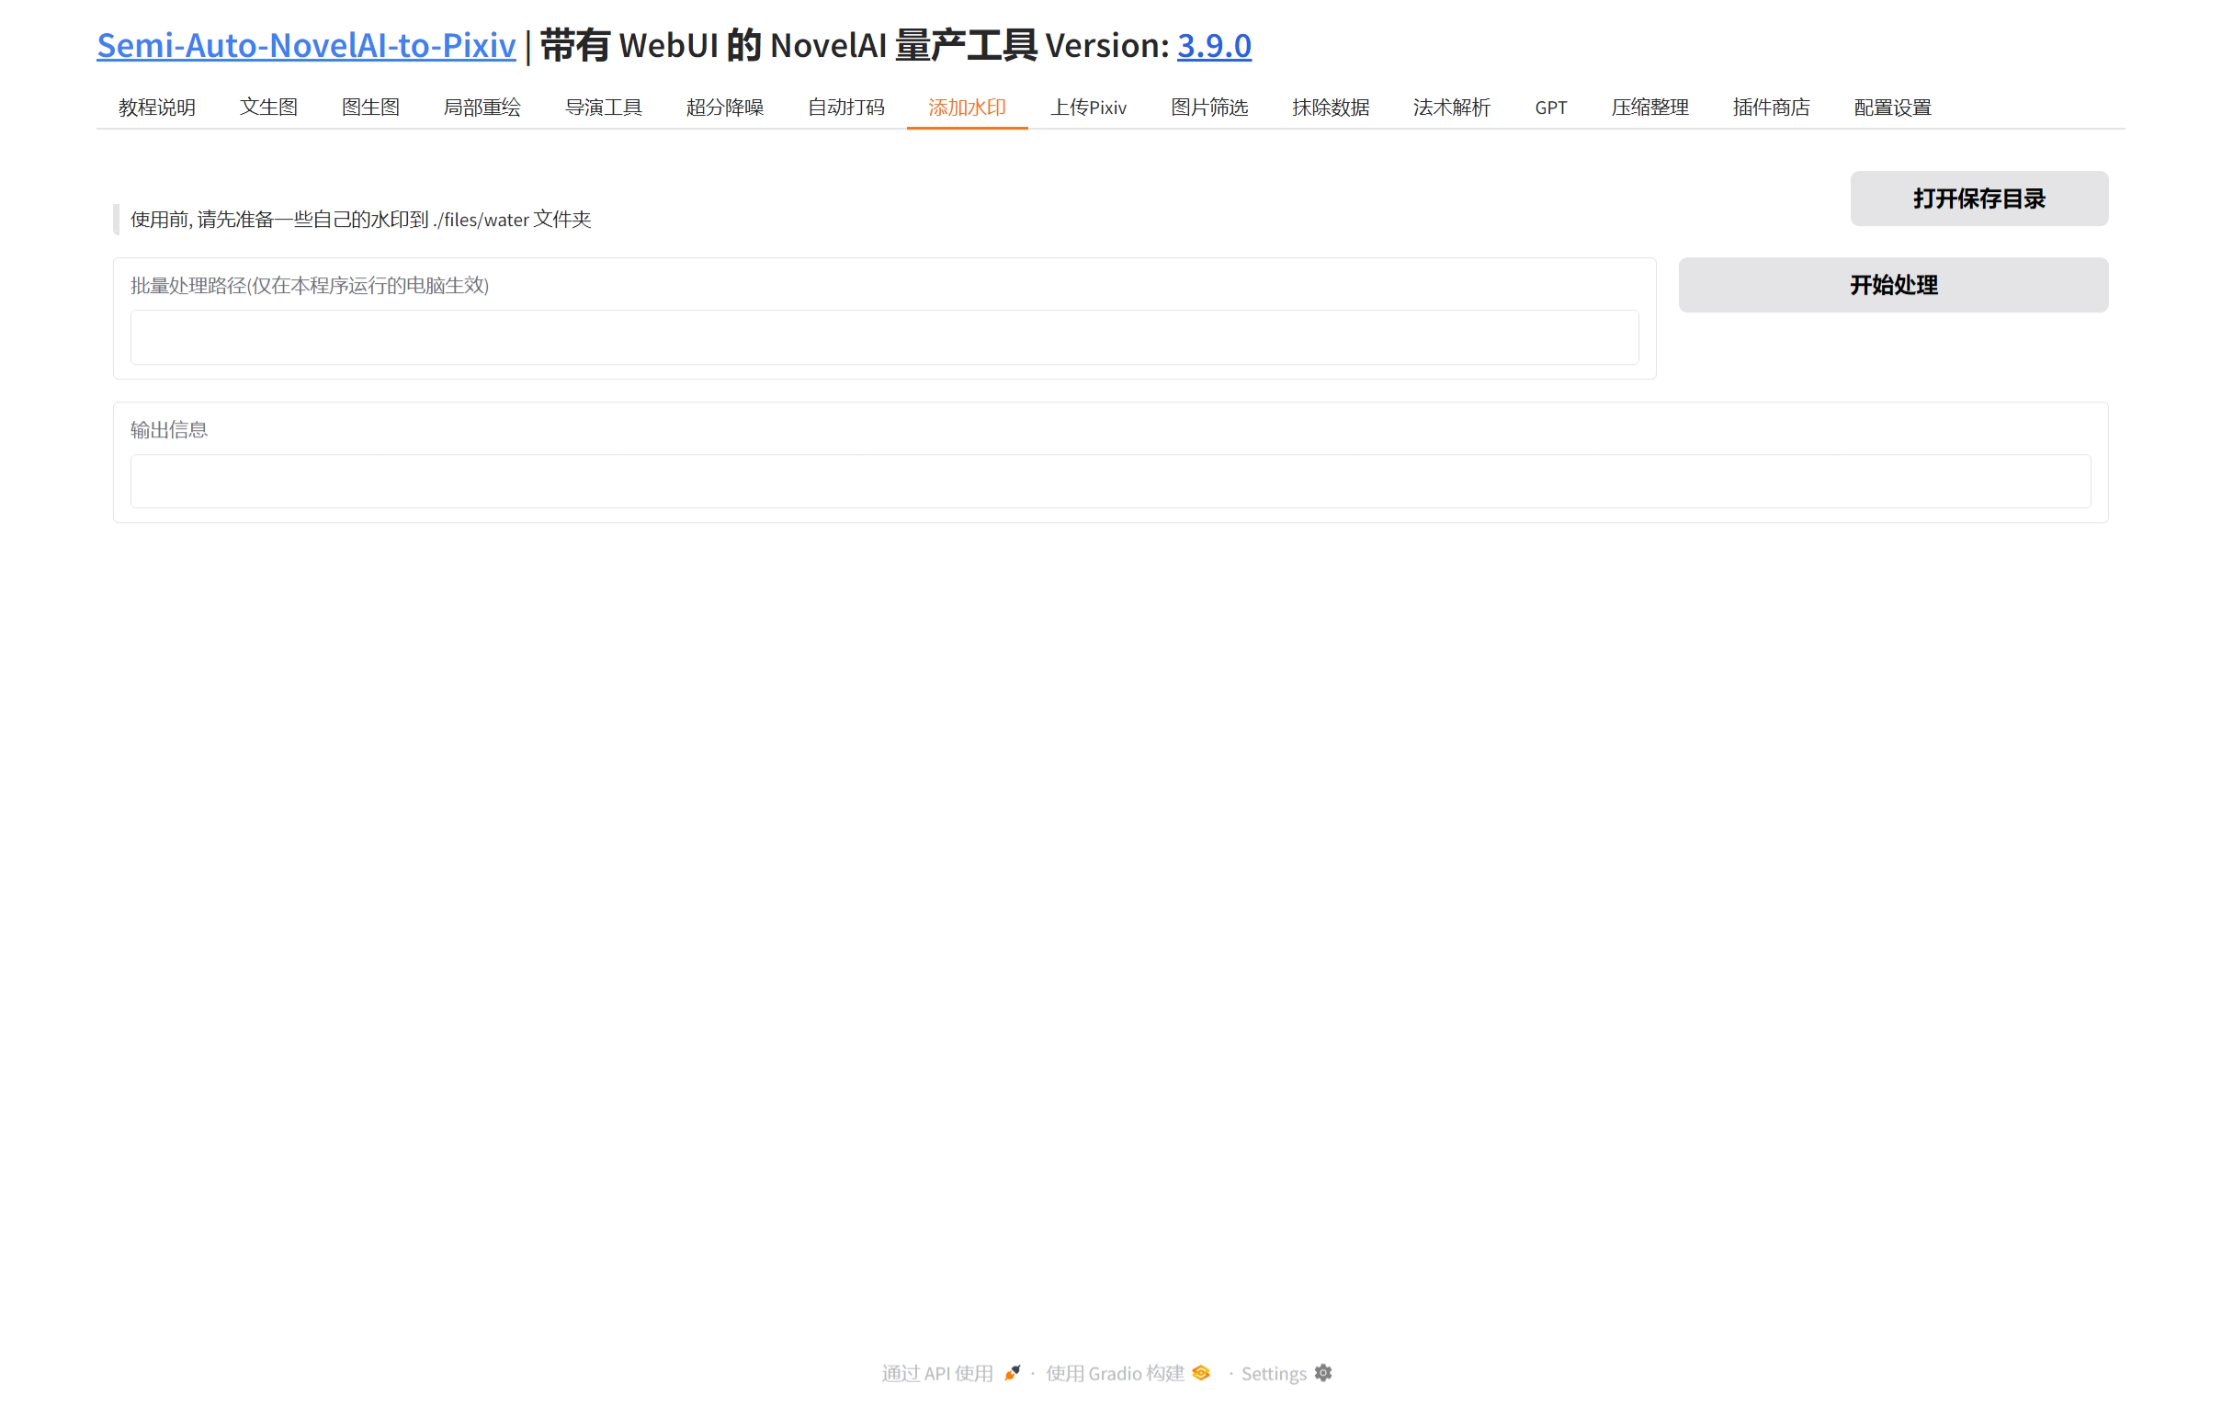 Semi-Auto-NovelAI-to-Pixiv | 带有 WebUI 的 NovelAI 量产工具 Version: 3.9.0
教程说明 文生图 图生图 局部重绘 导演工具 超分降噪 自动打码 添加水印 上传Pixiv 图片筛选 抹除数据 法术解析 GPT 压缩整理 插件商店 配置设置
打开保存目录
使用前, 请先准备一些自己的水印到 ./files/water 文件夹
批量处理路径(仅在本程序运行的电脑生效)
开始处理
输出信息
通过 API 使用 · 使用 Gradio 构建 · Settings